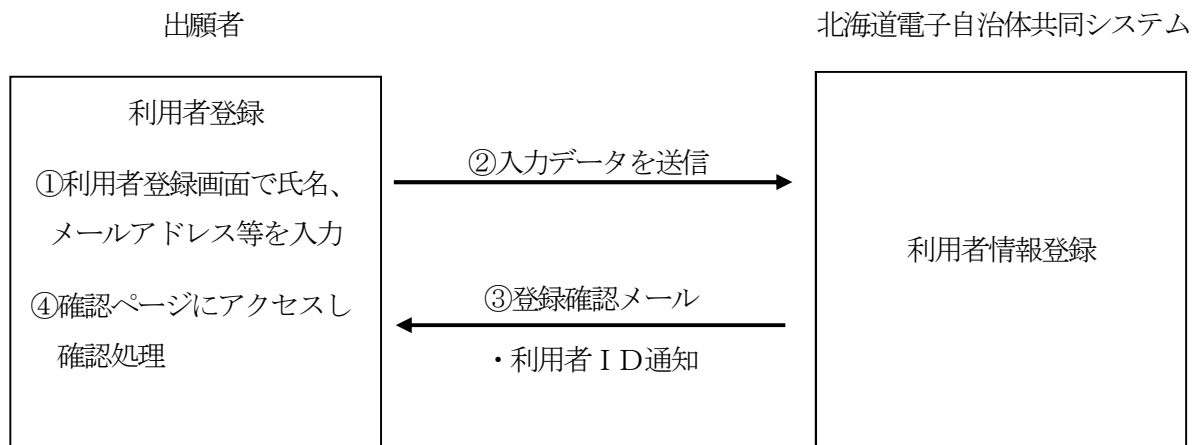 出願者
北海道電子自治体共同システム
利用者登録
①利用者登録画面で氏名、
メールアドレス等を入力
④確認ページにアクセスし
確認処理
②入力データを送信
③登録確認メール
・利用者ＩＤ通知
利用者情報登録